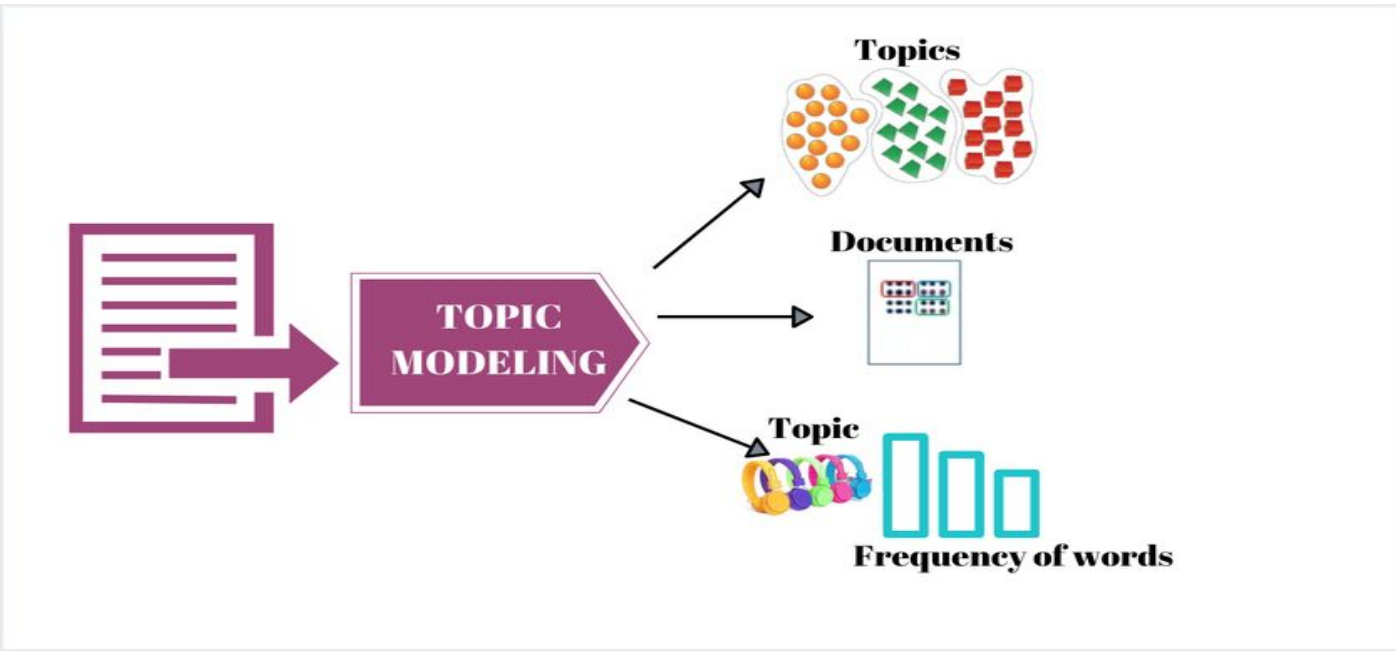 Topics
Documents
TOPIC
MODELING
Topic
Frequency of words